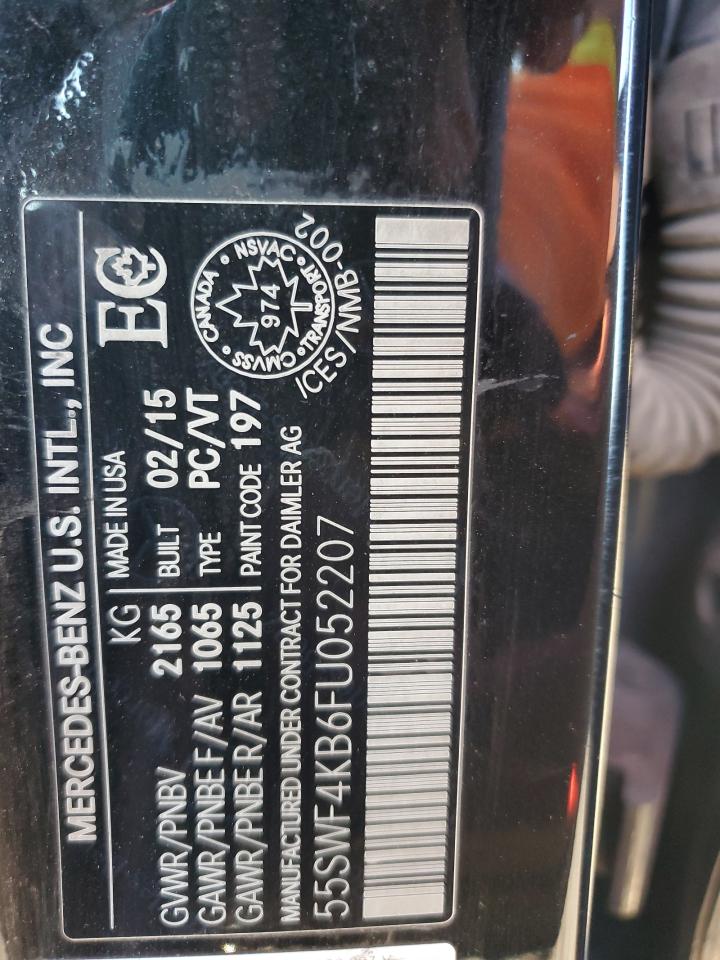 MERCEDES-BENZ U.S. INTL., INC
KG
MADE IN USA
EC
GVWR/PNBV 2165
BUILT 02/15
GAWR/PNBE F/AV 1065
TYPE PC/VT
GAWR/PNBE R/AR 1125
PAINT CODE 197
MANUFACTURED UNDER CONTRACT FOR DAIMLER AG
CANADA • NSVAC • TRANSPORT • CMVSS •
974
/CES/NMB-002
55SWF4KB6FU052207